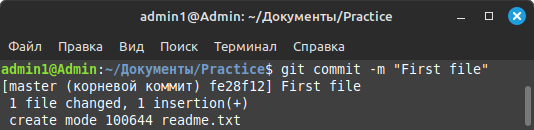 admin1@Admin: ~/Документы/Practice
Файл Правка Вид Поиск Терминал Справка
admin1@Admin:~/Документы/Practice$ git commit -m "First file"
[master (корневой коммит) fe28f12] First file
 1 file changed, 1 insertion(+)
 create mode 100644 readme.txt